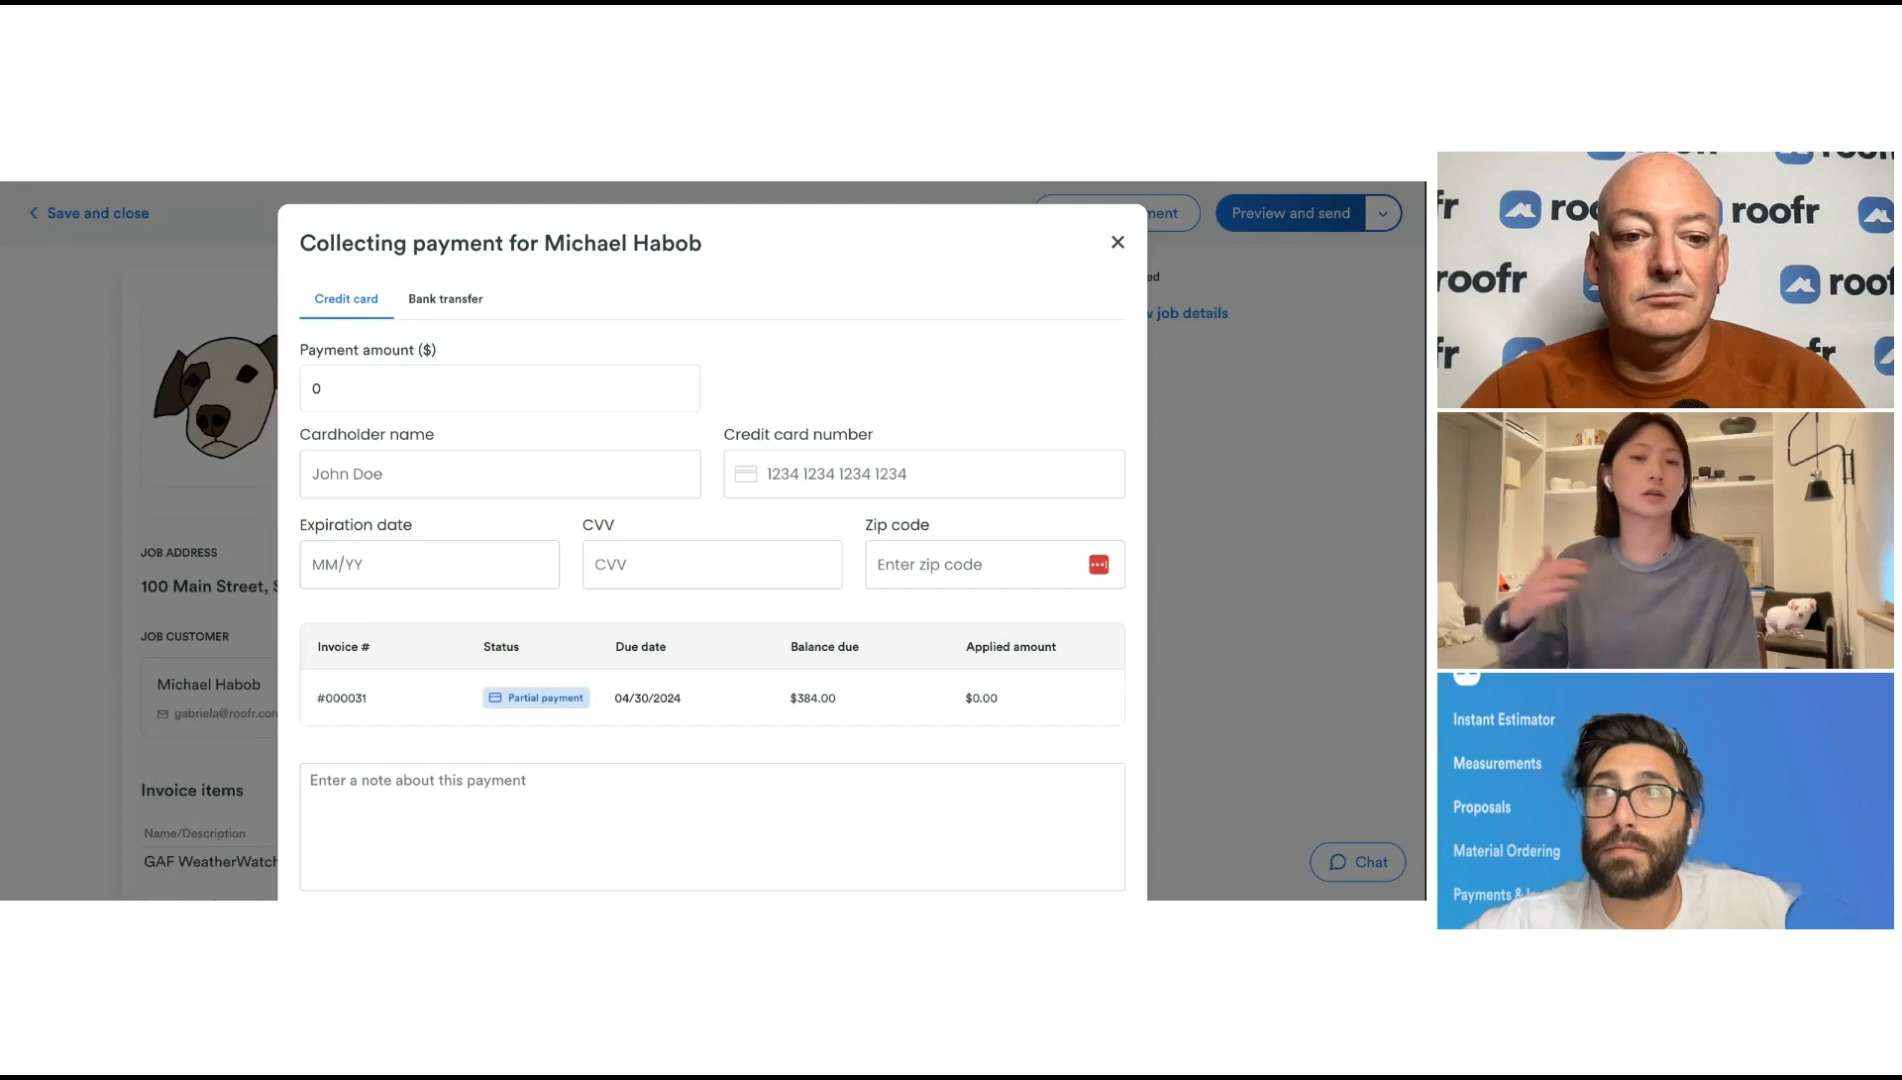 Save and close
ment
Preview and send
Collecting payment for Michael Habob
ed
Credit card
Bank transfer
job details
Payment amount ($)
0
Cardholder name
Credit card number
John Doe
1234 1234 1234 1234
Expiration date
CVV
Zip code
MM/YY
CVV
Enter zip code
JOB ADDRESS
100 Main Street,
JOB CUSTOMER
Michael Habob
gabriela@roofr.con
Invoice #
Status
Due date
Balance due
Applied amount
#000031
Partial payment
04/30/2024
$384.00
$0.00
Enter a note about this payment
Invoice items
Name/Description
GAF WeatherWatch
Chat
roofr
roofr
roofr
Instant Estimator
Measurements
Proposals
Material Ordering
Payments &